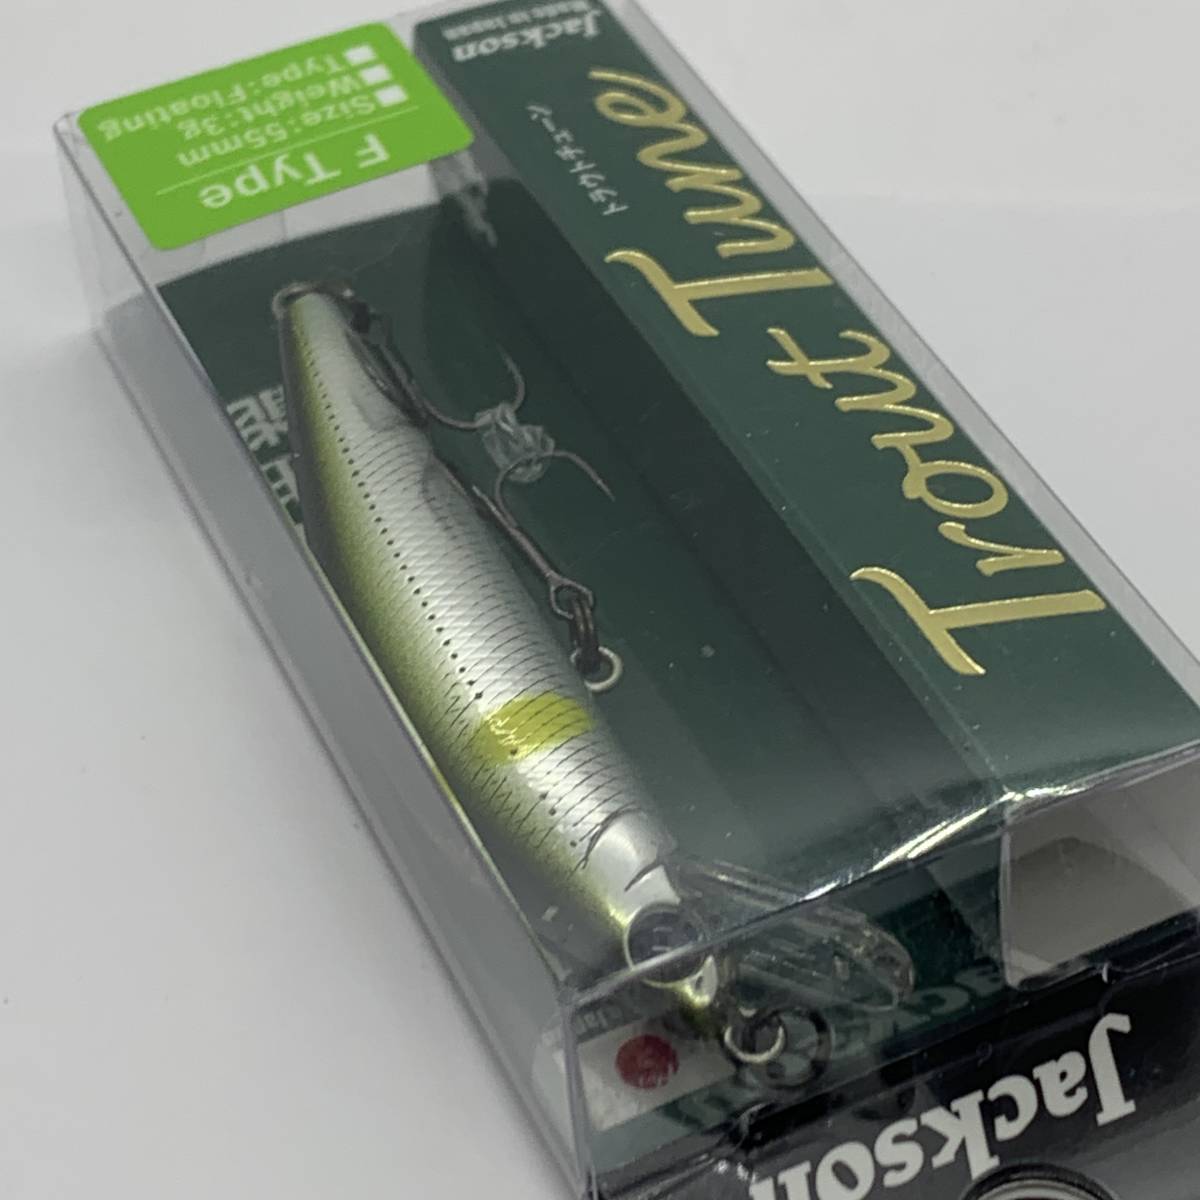 Jackson
Made in Japan
Trout Tune
トラウトチューン
F Type
Size:55mm
Weight:3g
Type:Floating
Jackson